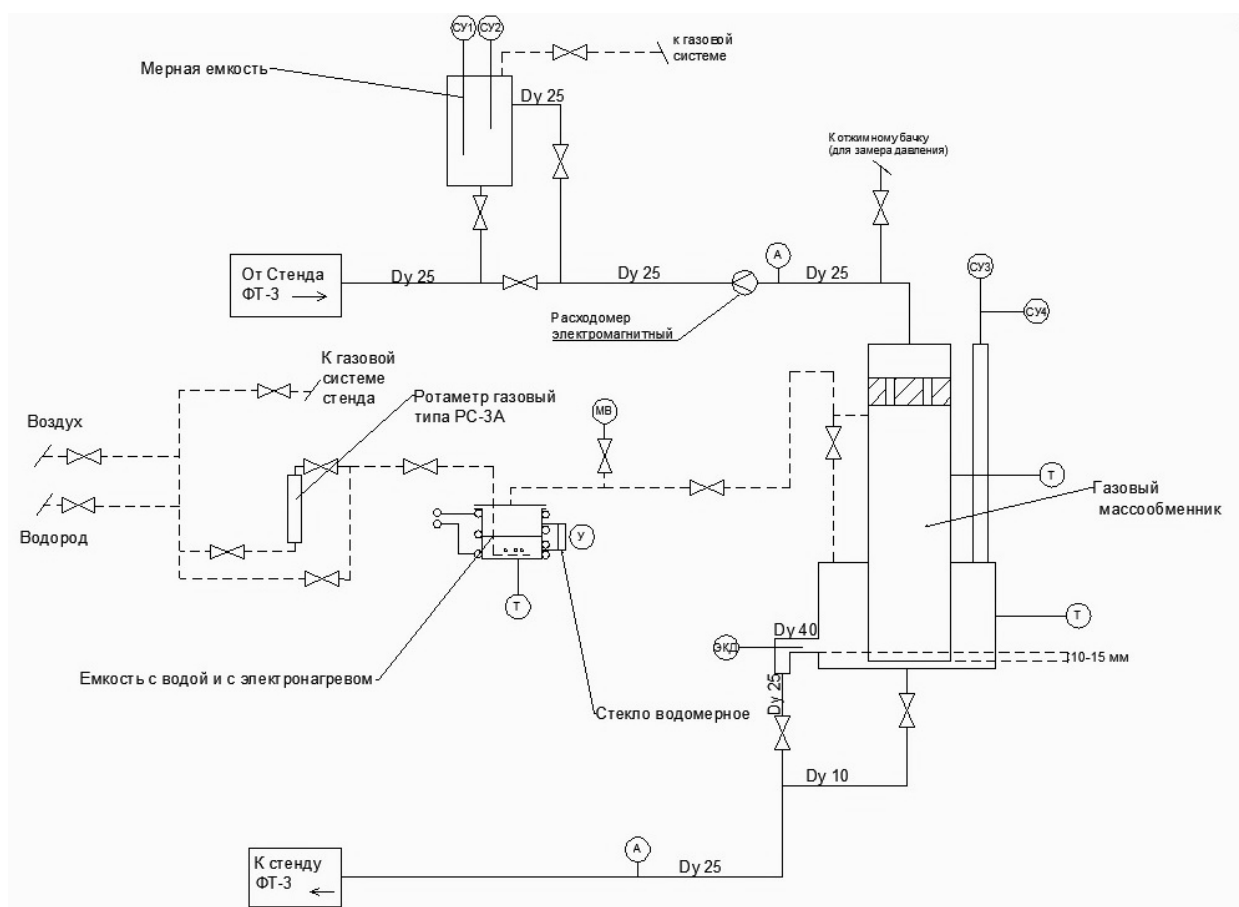 СУ1
СУ2
к газовой
системе
Мерная емкость
Dy 25
К отжимному бачку
(для замера давления)
От Стенда
ФТ-3
Dy 25
Dy 25
А
Dy 25
СУ3
СУ4
Расходомер
электромагнитный
К газовой
системе
стенда
Ротаметр газовый
типа РС-3А
Воздух
МВ
Водород
У
Т
Т
Газовый
массообменник
Т
Dy 40
ЭКД
10-15 мм
Dy 25
Емкость с водой и с электронагревом
Стекло водомерное
Dy 10
А
Dy 25
К стенду
ФТ-3